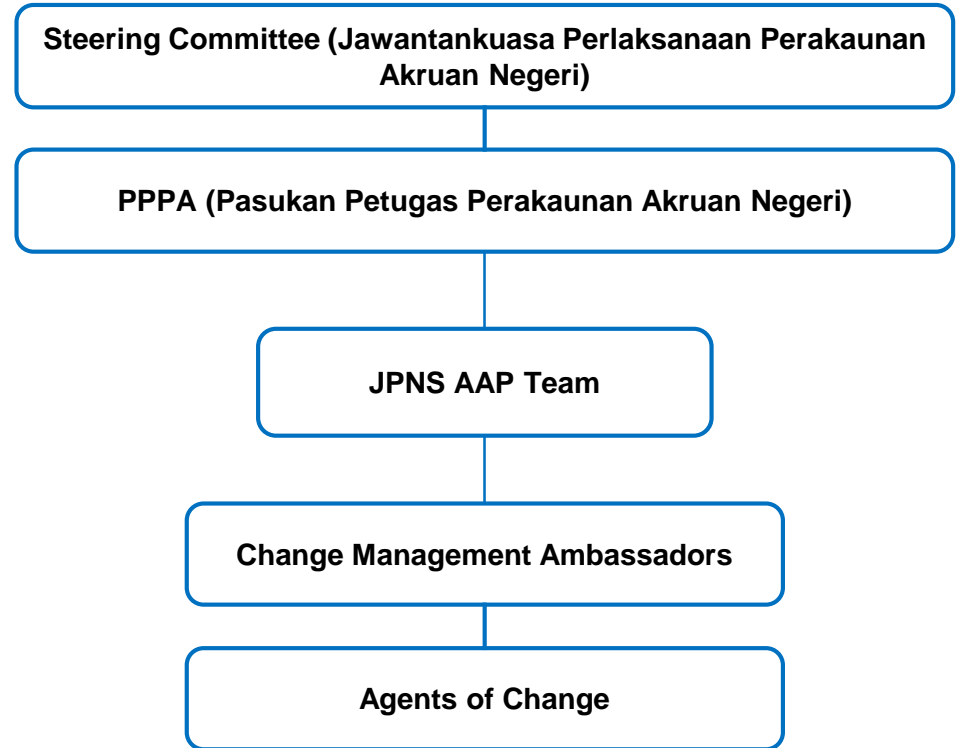 Steering Committee (Jawantankuasa Perlaksanaan Perakaunan
Akruan Negeri)
PPPA (Pasukan Petugas Perakaunan Akruan Negeri)
JPNS AAP Team
Change Management Ambassadors
Agents of Change